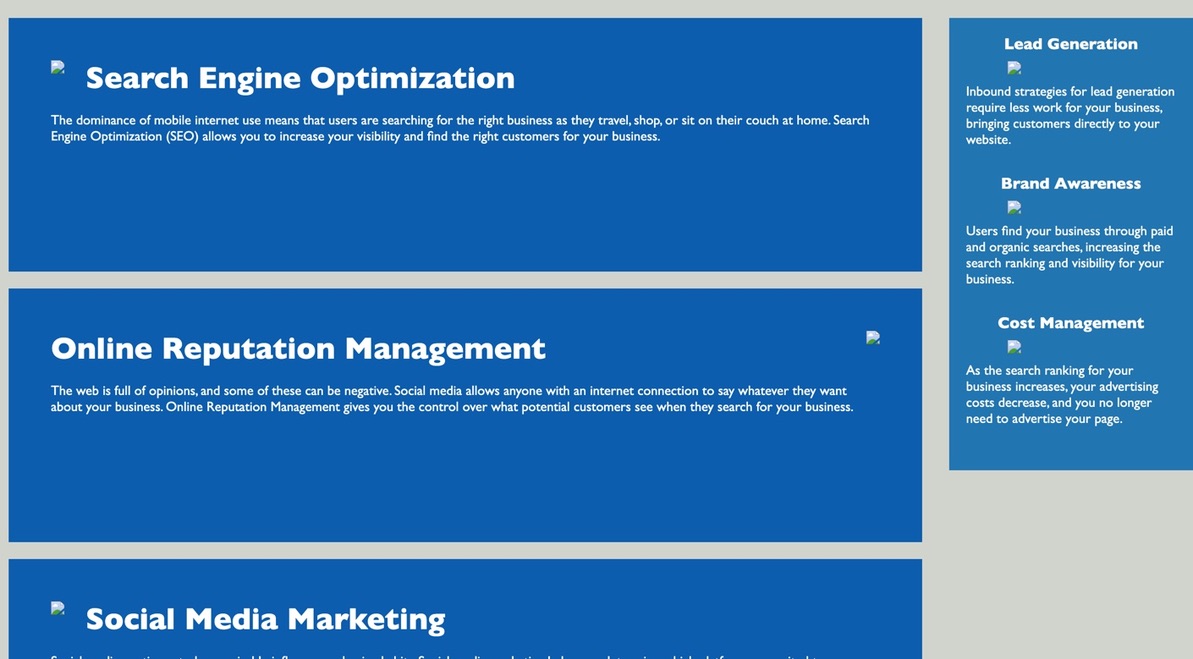 Search Engine Optimization
The dominance of mobile internet use means that users are searching for the right business as they travel, shop, or sit on their couch at home. Search
Engine Optimization (SEO) allows you to increase your visibility and find the right customers for your business.
Online Reputation Management
The web is full of opinions, and some of these can be negative. Social media allows anyone with an internet connection to say whatever they want
about your business. Online Reputation Management gives you the control over what potential customers see when they search for your business.
Social Media Marketing
Lead Generation
Inbound strategies for lead generation
require less work for your business,
bringing customers directly to your
website.
Brand Awareness
Users find your business through paid
and organic searches, increasing the
search ranking and visibility for your
business.
Cost Management
As the search ranking for your
business increases, your advertising
costs decrease, and you no longer
need to advertise your page.